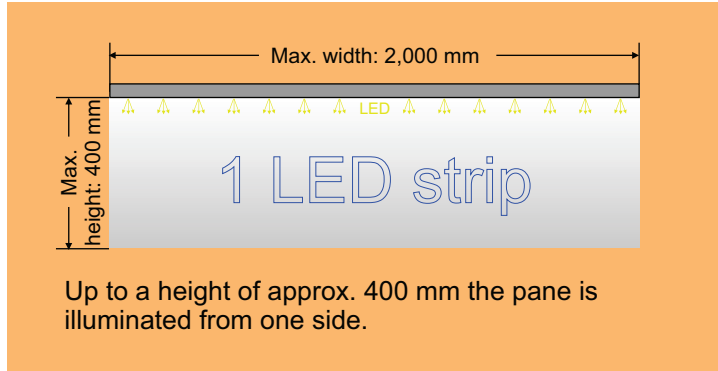 Max. width: 2,000 mm
LED
Max.
height: 400 mm
1 LED strip
Up to a height of approx. 400 mm the pane is
illuminated from one side.